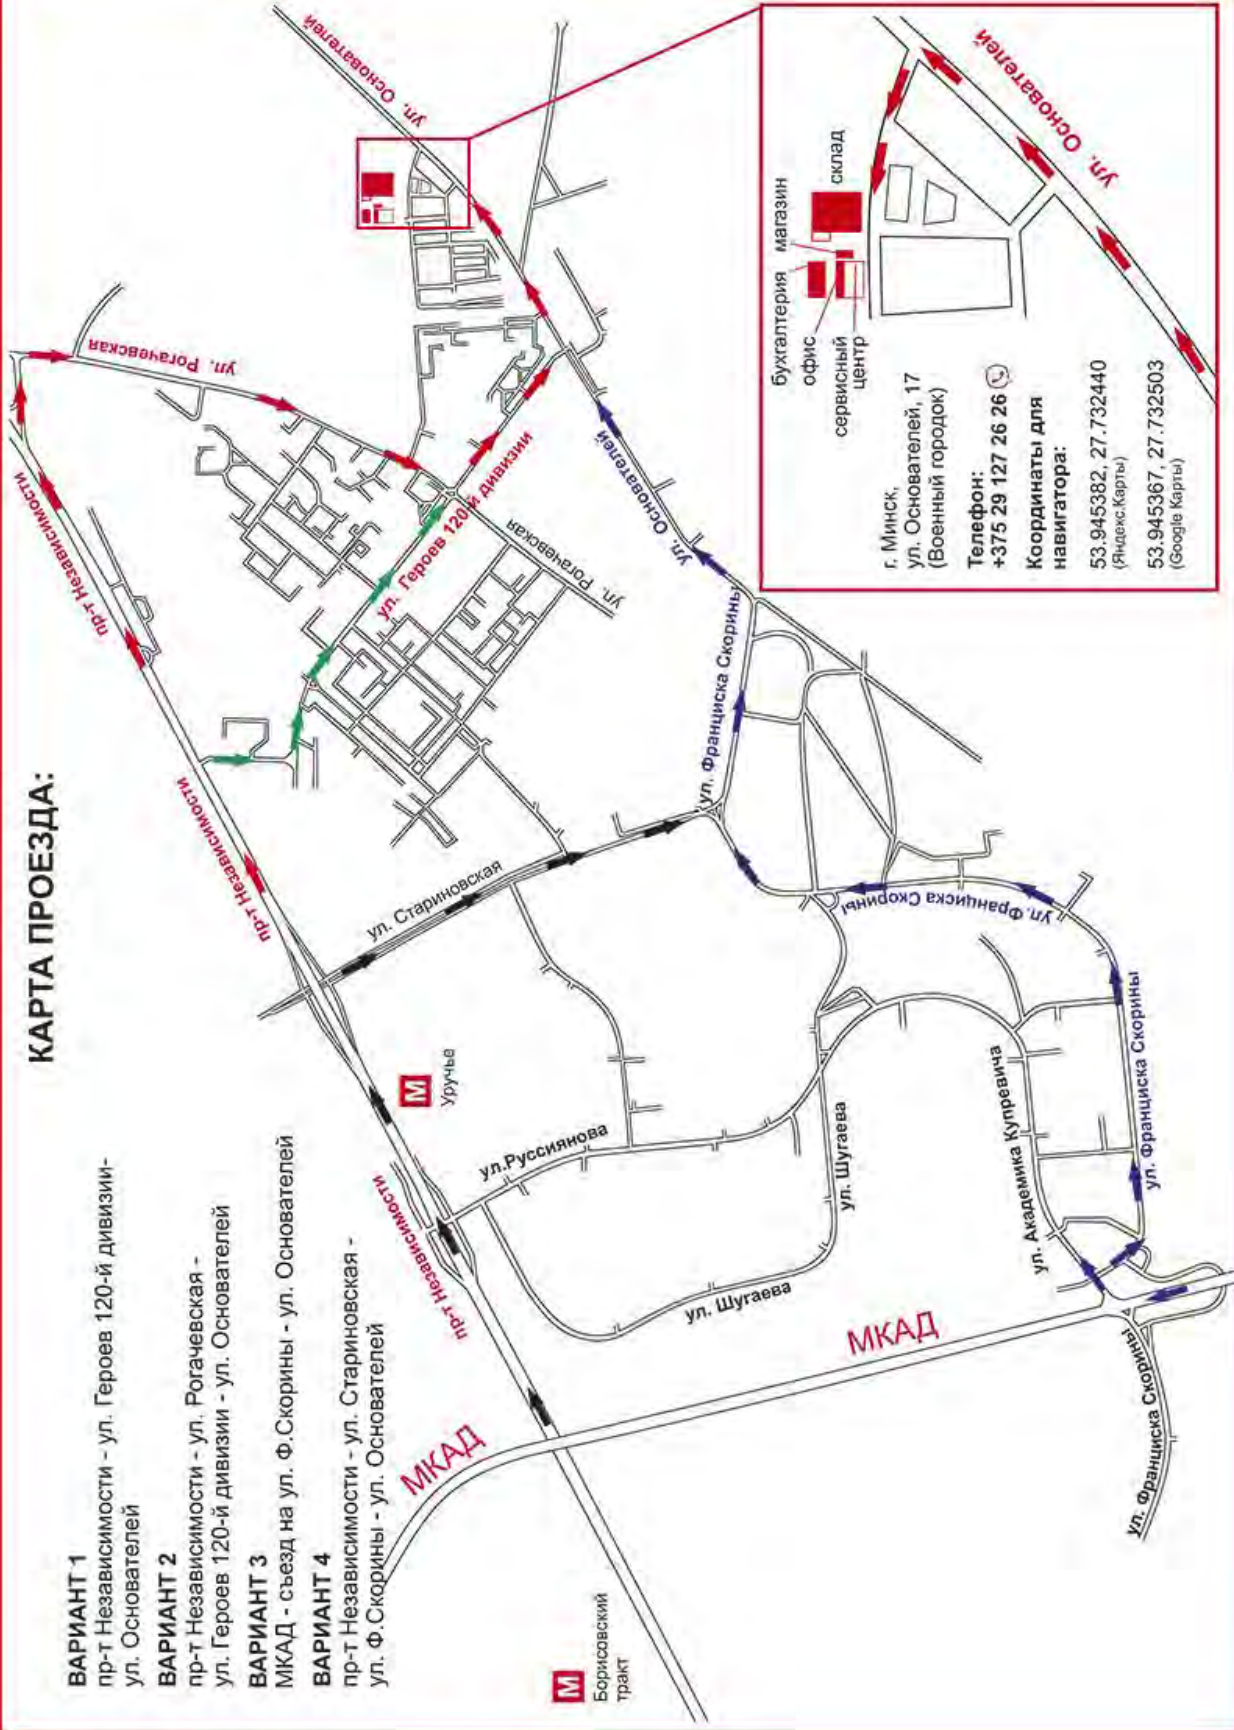 КАРТА ПРОЕЗДА:
ВАРИАНТ 1
пр-т Независимости - ул. Героев 120-й дивизии-
ул. Основателей
ВАРИАНТ 2
пр-т Независимости - ул. Рогачевская -
ул. Героев 120-й дивизии - ул. Основателей
ВАРИАНТ 3
МКАД - съезд на ул. Ф.Скорины - ул. Основателей
ВАРИАНТ 4
пр-т Независимости - ул. Стариновская -
ул. Ф.Скорины - ул. Основателей
М
Борисовский
тракт
МКАД
пр-т Независимости
пр-т Независимости
М
Уручье
ул.Руссиянова
ул. Шугаева
ул. Шугаева
МКАД
ул. Академика Купревича
ул. Франциска Скорины
ул. Франциска Скорины
ул. Франциска Скорины
ул. Франциска Скорины
ул. Стариновская
пр-т Независимости
пр-т Независимости
пр-т Независимости
ул. Рогачевская
ул. Рогачевская
ул. Героев 120-й дивизии
ул. Основателей
ул. Основателей
бухгалтерия
магазин
офис
склад
сервисный
центр
ул. Основателей
ул. Основателей
г. Минск,
ул. Основателей, 17
(Военный городок)
Телефон:
+375 29 127 26 26
Координаты для
навигатора:
53.945382, 27.732440
(Яндекс.Карты)
53.945367, 27.732503
(Google Карты)